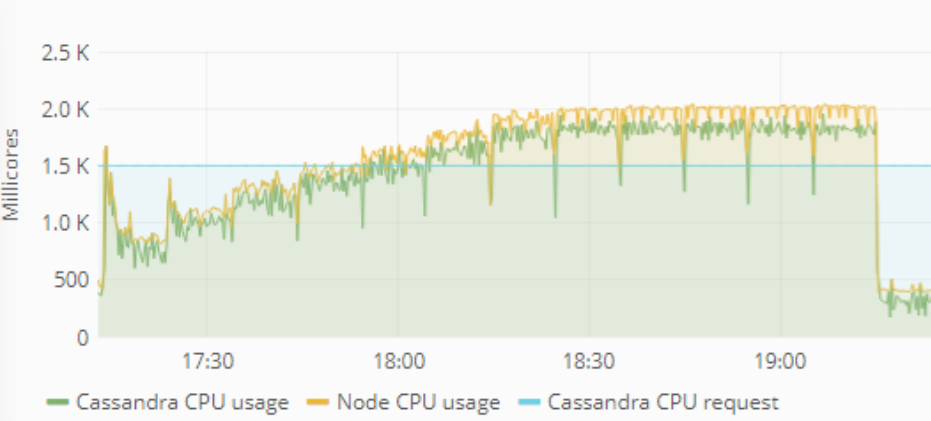 Millicores
2.5 K
2.0 K
1.5 K
1.0 K
500
0
17:30 18:00 18:30 19:00
Cassandra CPU usage Node CPU usage Cassandra CPU request